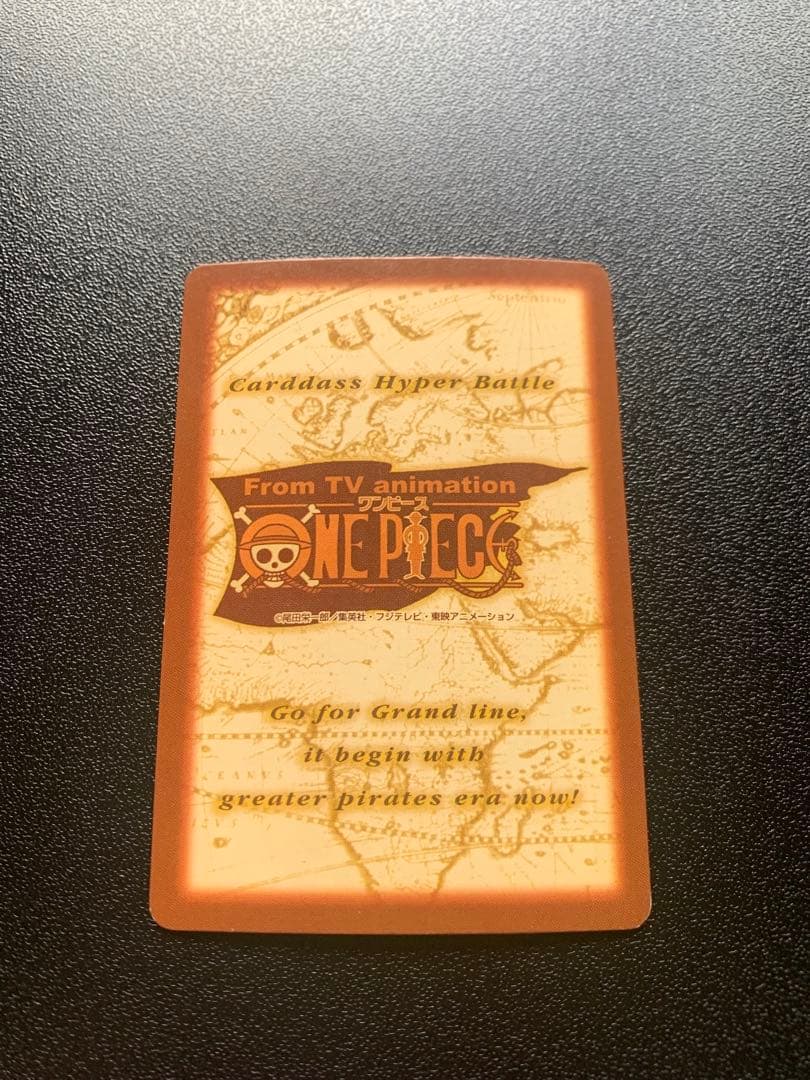 Septentrio
Carddass Hyper Battle
From TV animation
ワンピース
ONE PIECE
©尾田栄一郎/集英社・フジテレビ・東映アニメーション
Go for Grand line,
it begin with
greater pirates era now!